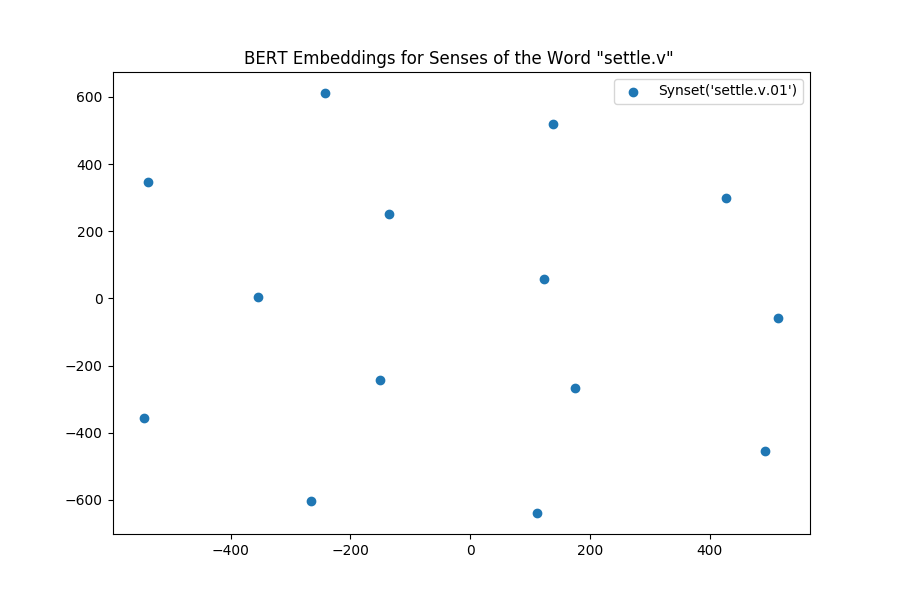 BERT Embeddings for Senses of the Word "settle.v"
Synset('settle.v.01')
600
400
200
0
−200
−400
−600
−400 −200 0 200 400